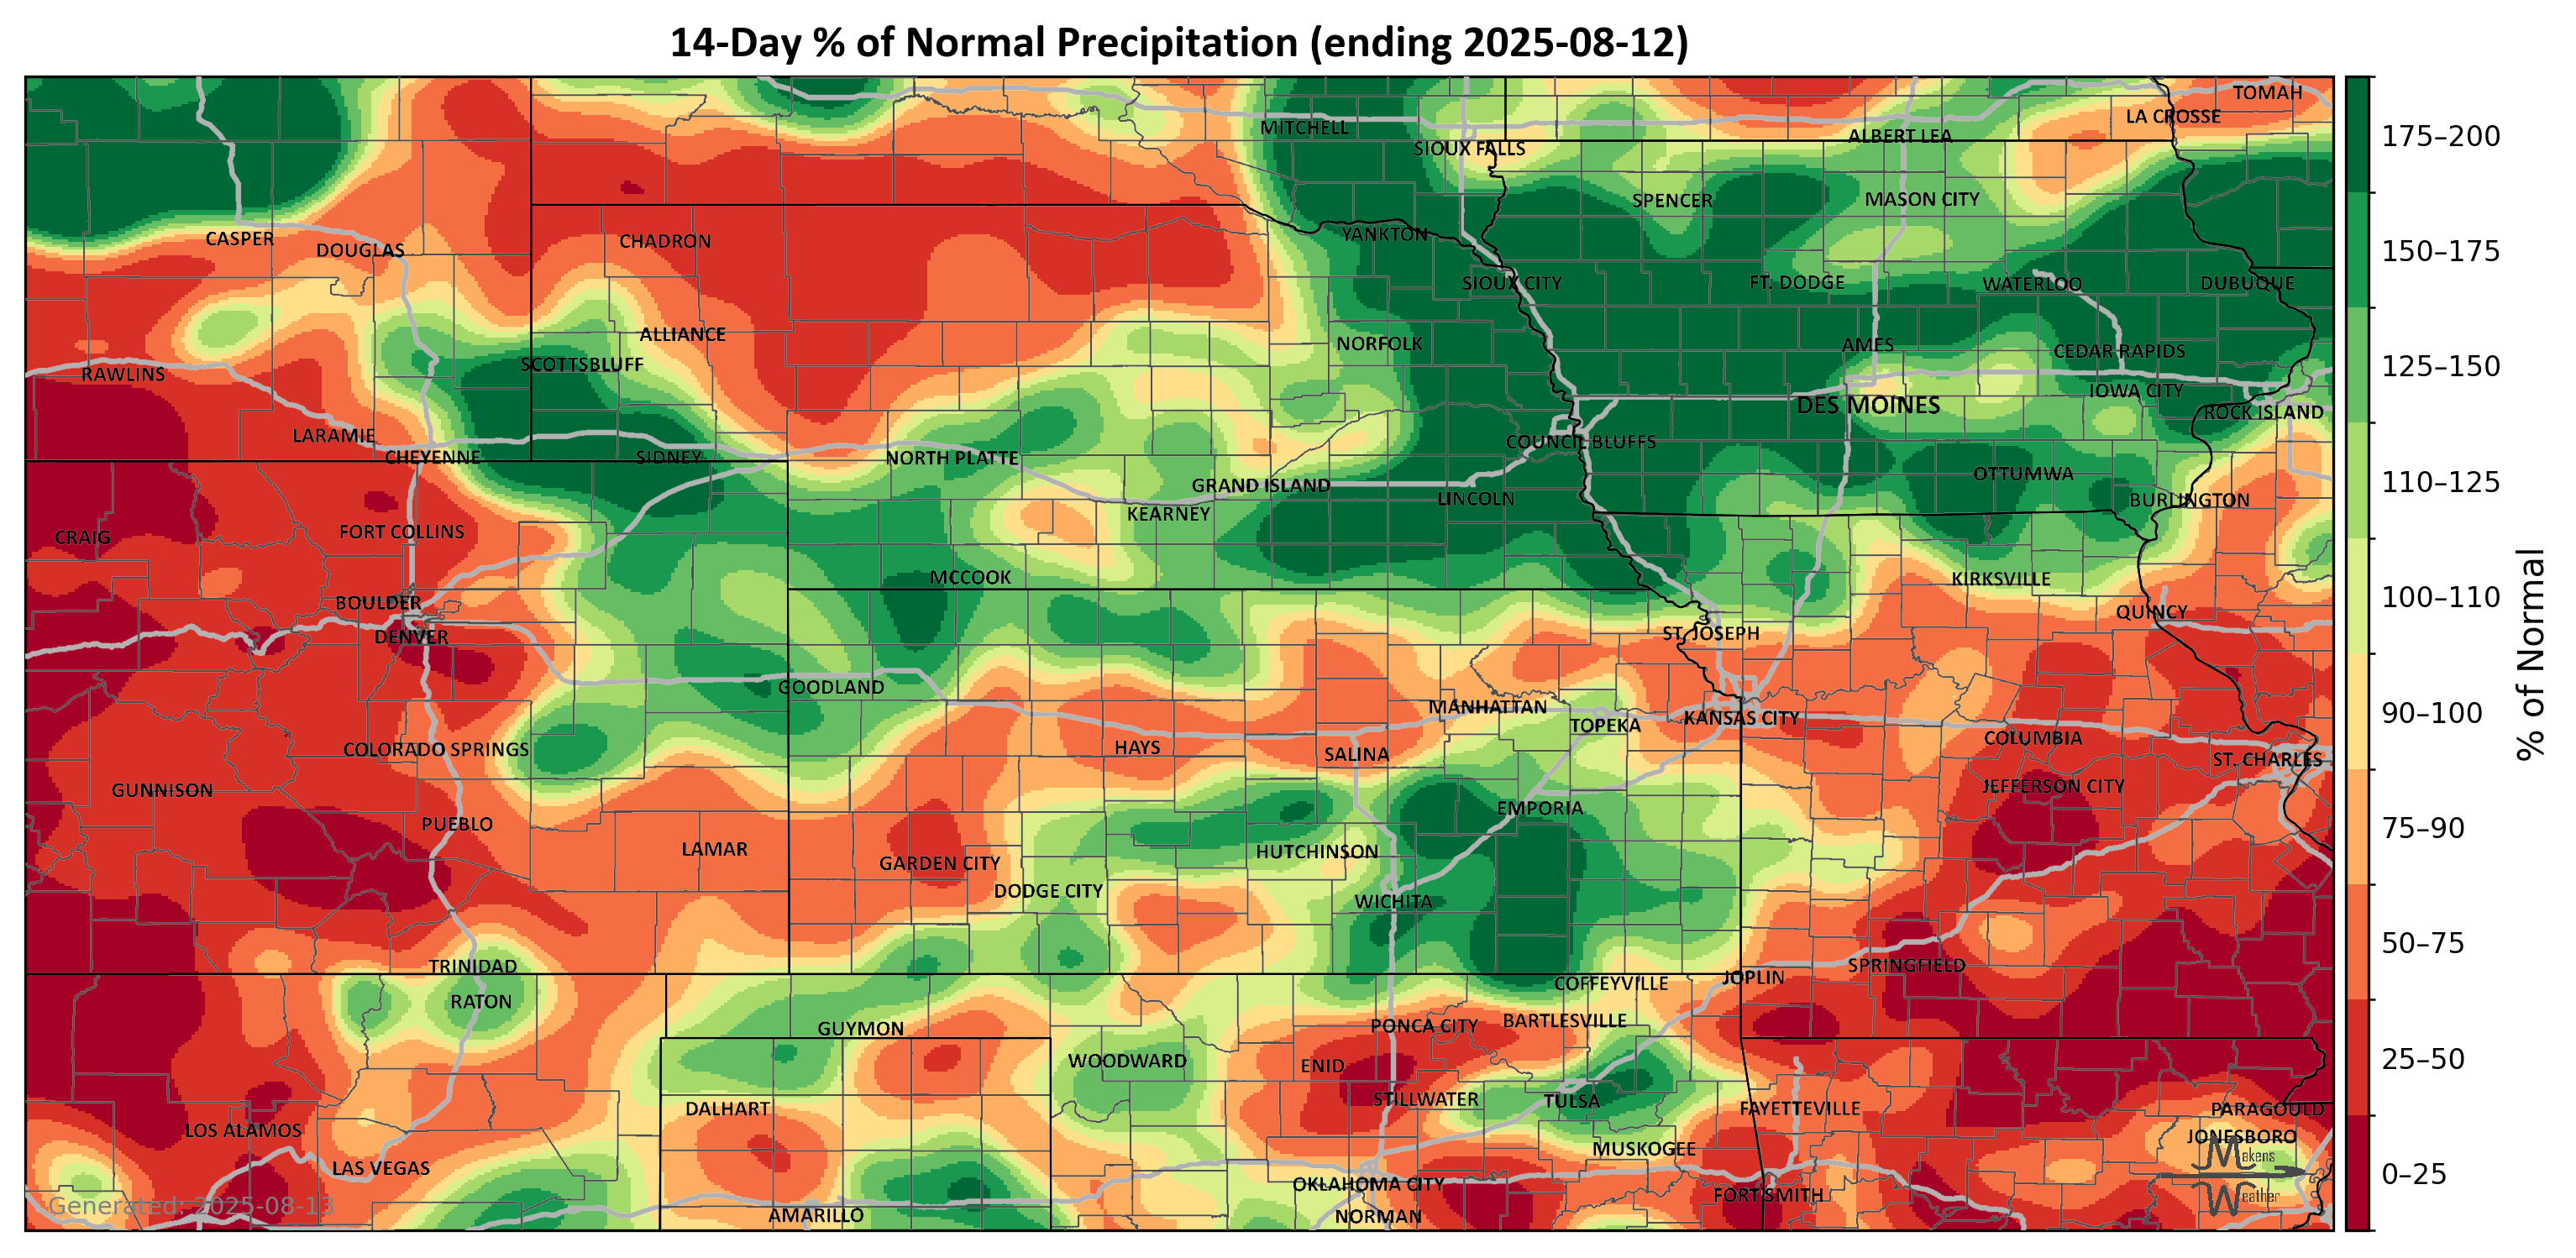 14-Day % of Normal Precipitation (ending 2025-08-12)
TOMAH
LA CROSSE
MITCHELL
ALBERT LEA
SIOUX FALLS
SPENCER
MASON CITY
YANKTON
CASPER
CHADRON
DOUGLAS
SIOUX CITY
FT. DODGE
WATERLOO
DUBUQUE
ALLIANCE
NORFOLK
AMES
CEDAR RAPIDS
SCOTTSBLUFF
RAWLINS
IOWA CITY
DES MOINES
ROCK ISLAND
LARAMIE
COUNCIL BLUFFS
CHEYENNE
SIDNEY
NORTH PLATTE
OTTUMWA
GRAND ISLAND
LINCOLN
BURLINGTON
KEARNEY
FORT COLLINS
CRAIG
MCCOOK
KIRKSVILLE
BOULDER
QUINCY
DENVER
ST. JOSEPH
GOODLAND
MANHATTAN
KANSAS CITY
TOPEKA
COLUMBIA
COLORADO SPRINGS
HAYS
SALINA
ST. CHARLES
GUNNISON
JEFFERSON CITY
EMPORIA
PUEBLO
LAMAR
HUTCHINSON
GARDEN CITY
DODGE CITY
WICHITA
TRINIDAD
SPRINGFIELD
JOPLIN
COFFEYVILLE
RATON
BARTLESVILLE
PONCA CITY
GUYMON
WOODWARD
ENID
STILLWATER
TULSA
DALHART
FAYETTEVILLE
PARAGOULD
LOS ALAMOS
JONESBORO
MUSKOGEE
LAS VEGAS
OKLAHOMA CITY
FORT SMITH
AMARILLO
NORMAN
Generated: 2025-08-13
Makens
Weather
175–200
150–175
125–150
110–125
100–110
90–100
75–90
50–75
25–50
0–25
% of Normal